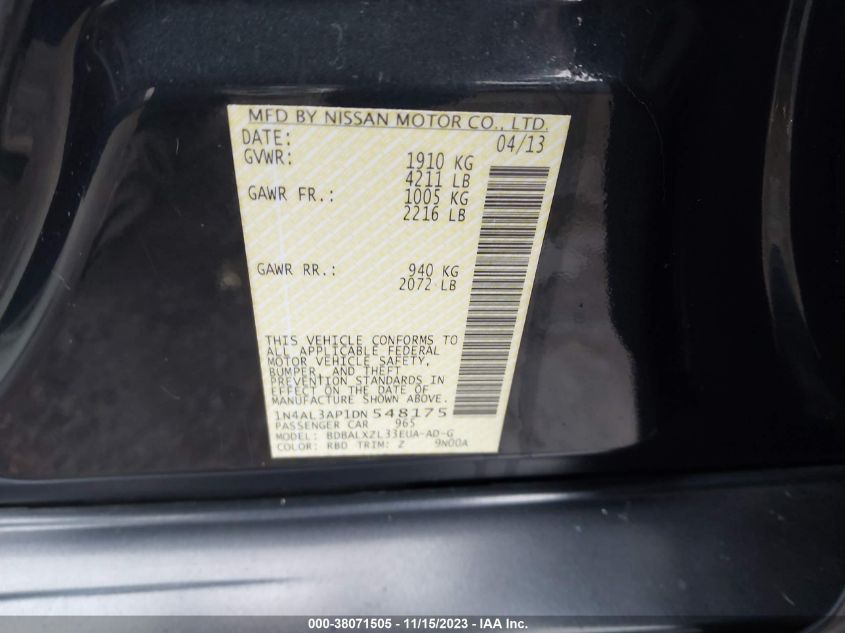 MFD BY NISSAN MOTOR CO., LTD.
DATE: 04/13
GVWR: 1910 KG
4211 LB
GAWR FR.: 1005 KG
2216 LB
GAWR RR.: 940 KG
2072 LB
THIS VEHICLE CONFORMS TO
ALL APPLICABLE FEDERAL
MOTOR VEHICLE SAFETY,
BUMPER, AND THEFT
PREVENTION STANDARDS IN
EFFECT ON THE DATE OF
MANUFACTURE SHOWN ABOVE.
1N4AL3AP1DN548175
PASSENGER CAR 965
MODEL: BDBALXZL33EUA-AD-G
COLOR: RBD TRIM: Z 9N00A
000-38071505 - 11/15/2023 - IAA Inc.